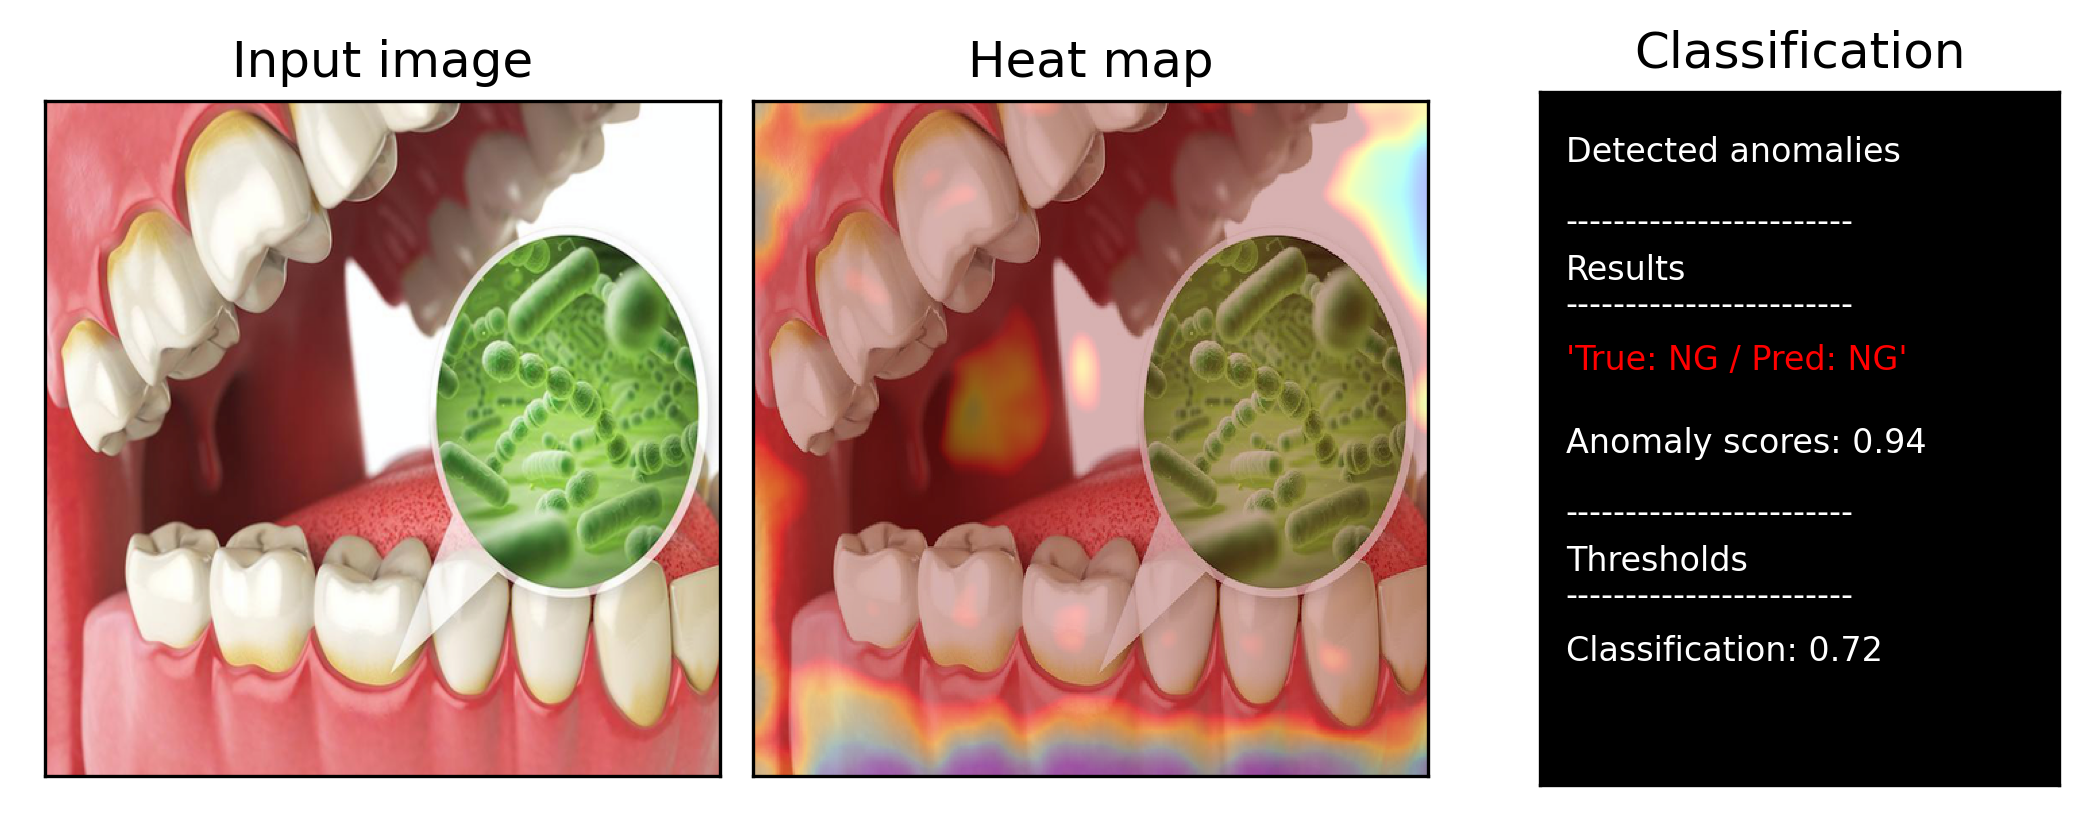 Input image
Heat map
Classification
Detected anomalies
------------------------
Results
------------------------
'True: NG / Pred: NG'
Anomaly scores: 0.94
------------------------
Thresholds
------------------------
Classification: 0.72